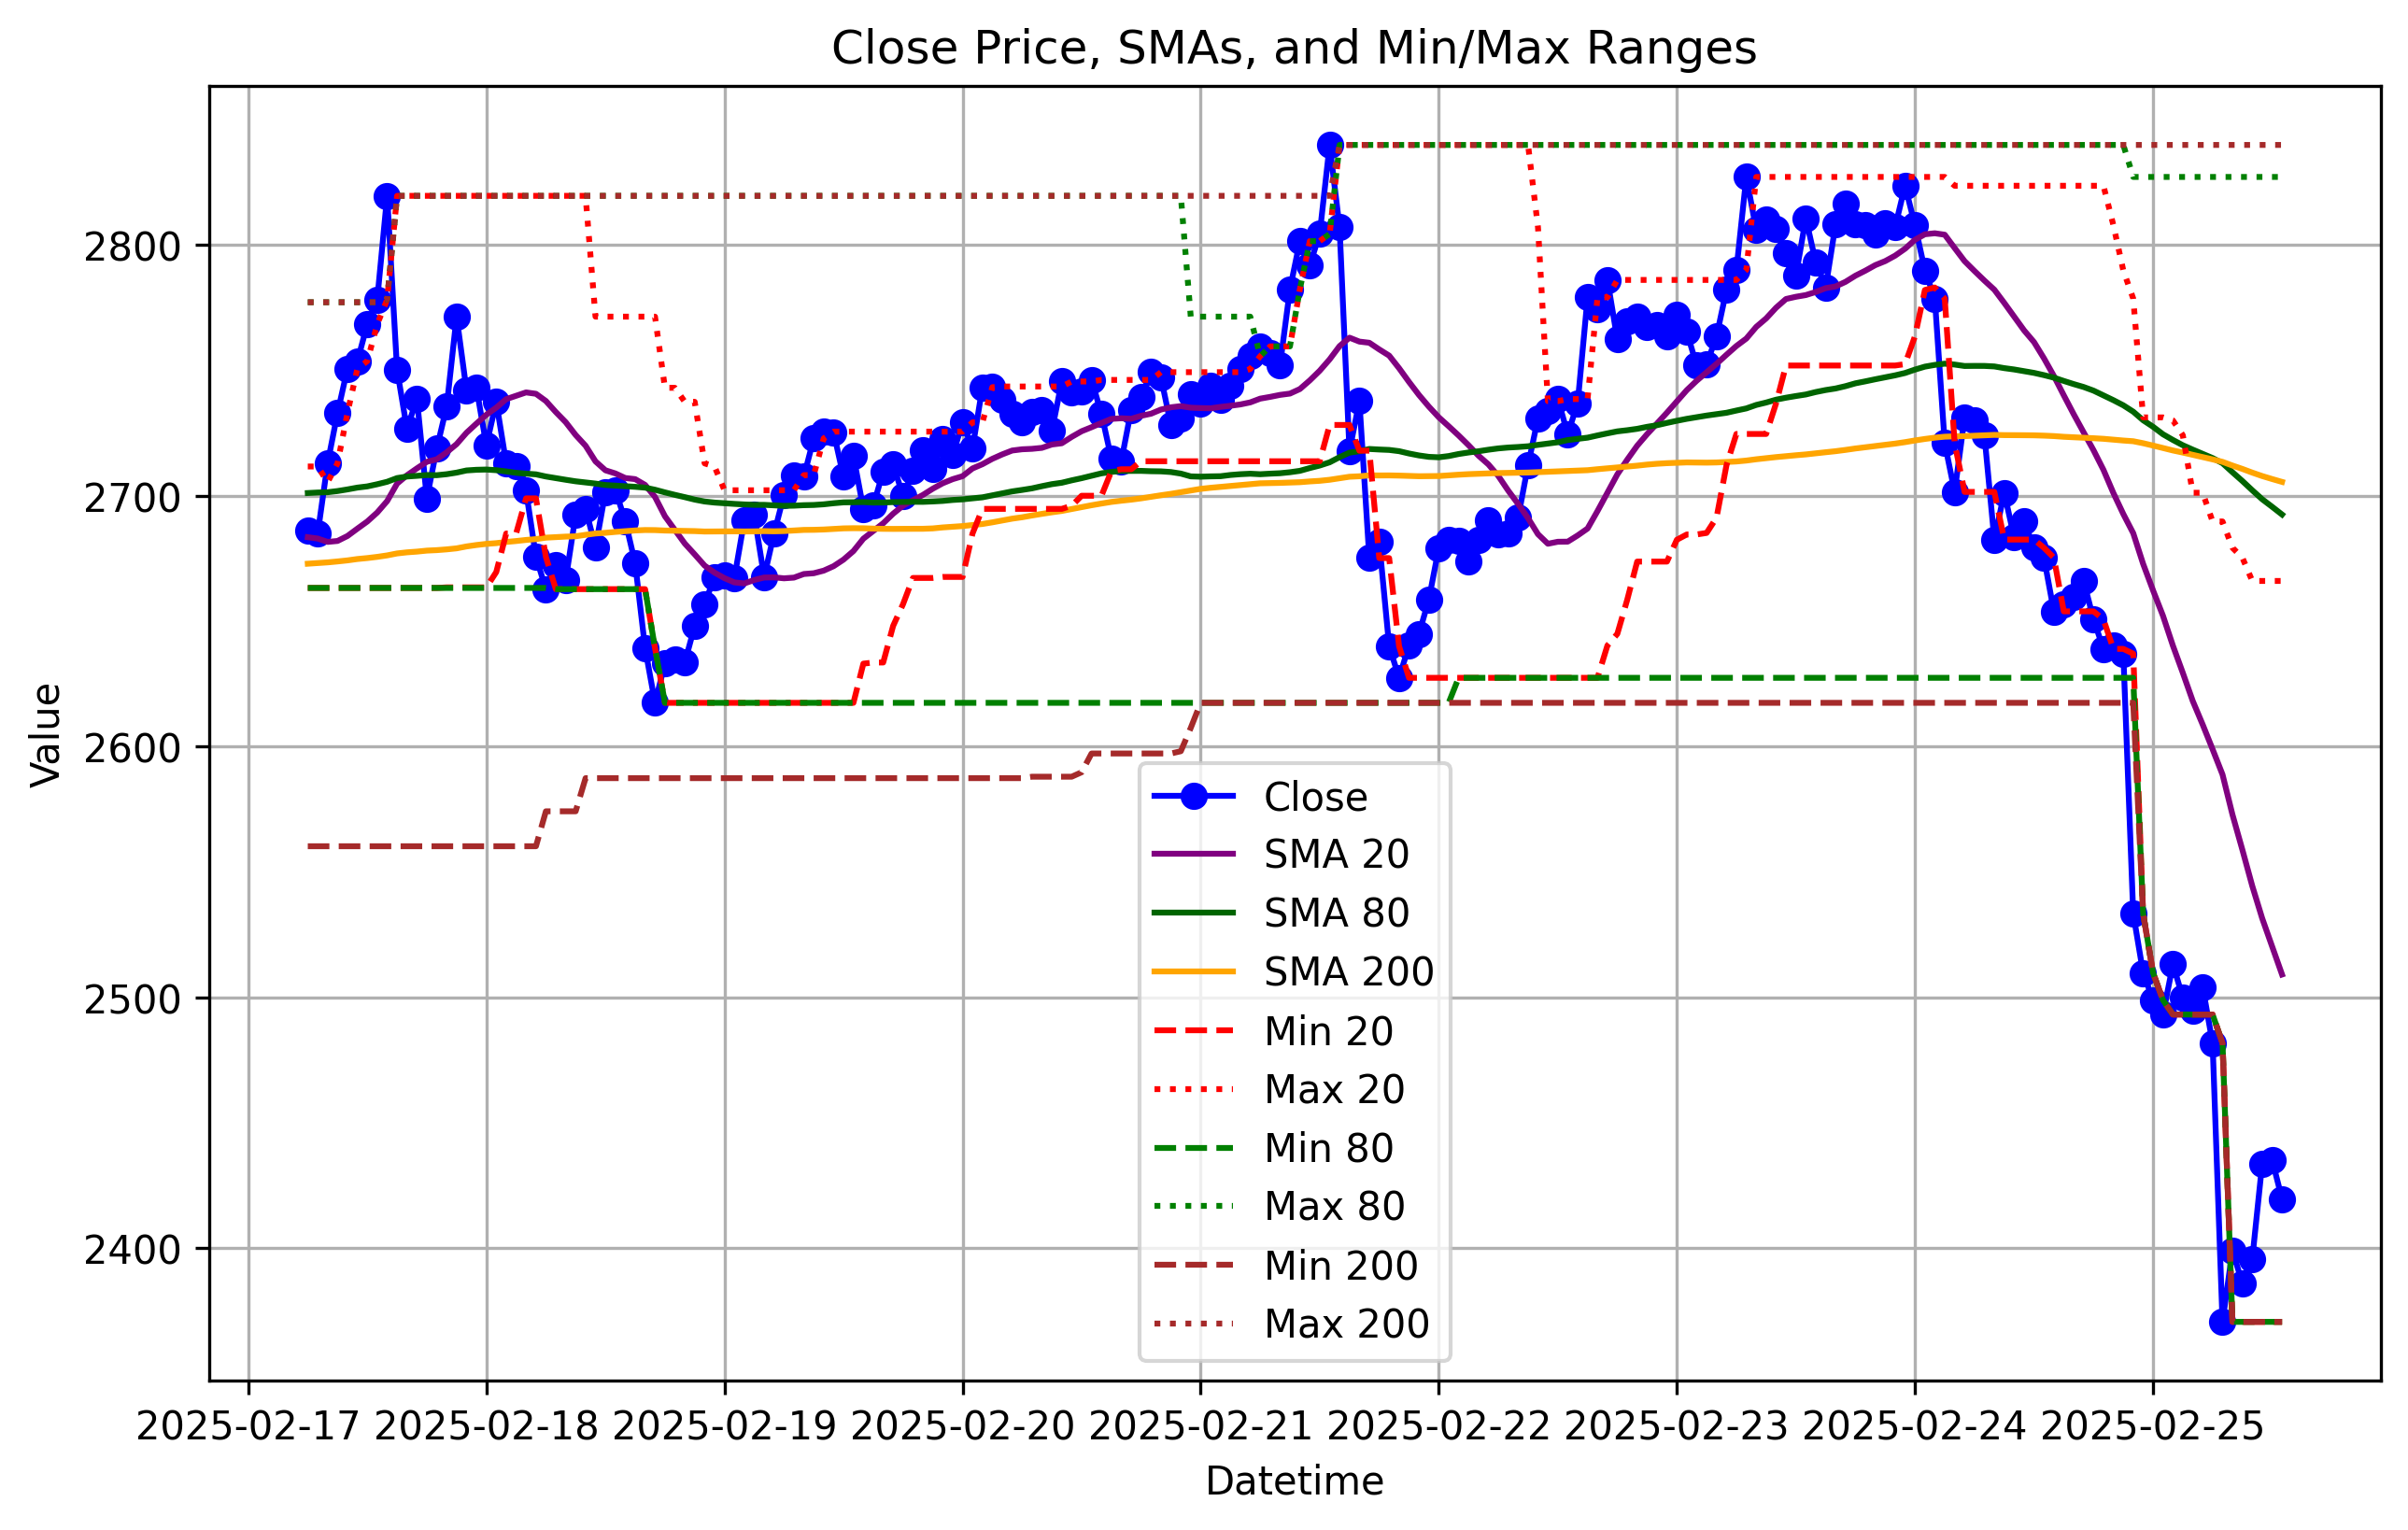 Close Price, SMAs, and Min/Max Ranges
Value
2800
2700
2600
2500
2400
Close
SMA 20
SMA 80
SMA 200
Min 20
Max 20
Min 80
Max 80
Min 200
Max 200
2025-02-17 2025-02-18 2025-02-19 2025-02-20 2025-02-21 2025-02-22 2025-02-23 2025-02-24 2025-02-25
Datetime